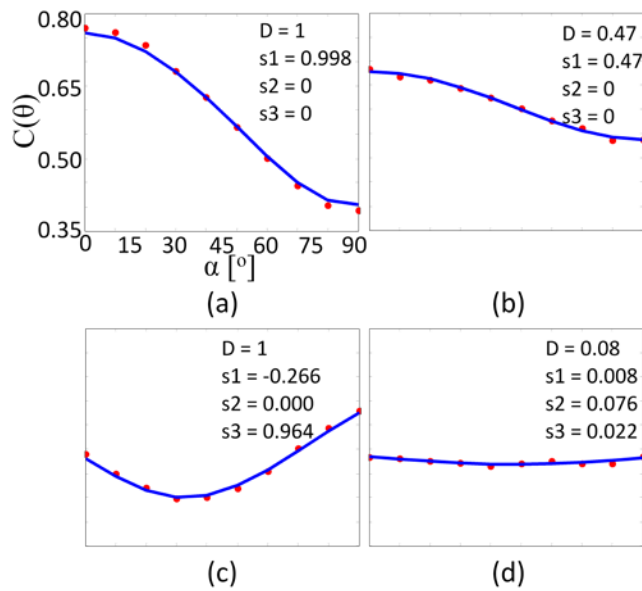 0.80
0.65
0.50
0.35
C(θ)
D = 1
s1 = 0.998
s2 = 0
s3 = 0
0 15 30 45 60 75 90
α [º]
(a)
D = 0.47
s1 = 0.47
s2 = 0
s3 = 0
(b)
D = 1
s1 = -0.266
s2 = 0.000
s3 = 0.964
(c)
D = 0.08
s1 = 0.008
s2 = 0.076
s3 = 0.022
(d)